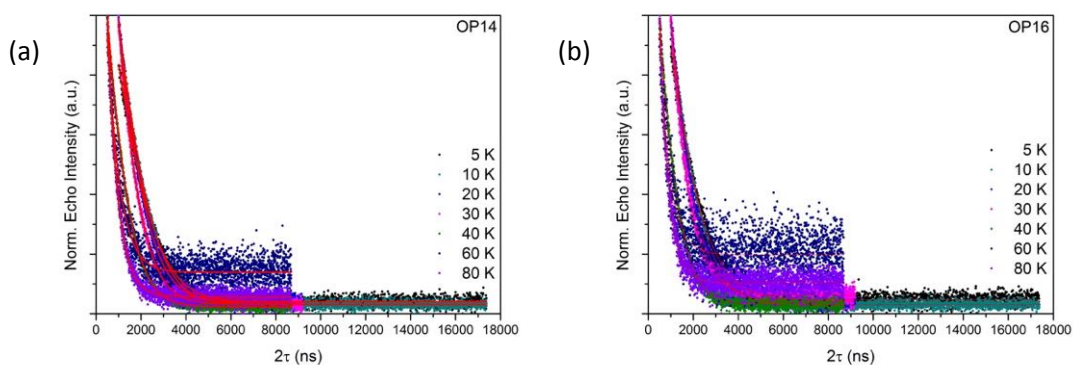 (a)
OP14
Norm. Echo Intensity (a.u.)
5 K
10 K
20 K
30 K
40 K
60 K
80 K
0 2000 4000 6000 8000 10000 12000 14000 16000 18000
2τ (ns)
(b)
OP16
Norm. Echo Intensity (a.u.)
5 K
10 K
20 K
30 K
40 K
60 K
80 K
0 2000 4000 6000 8000 10000 12000 14000 16000 18000
2τ (ns)